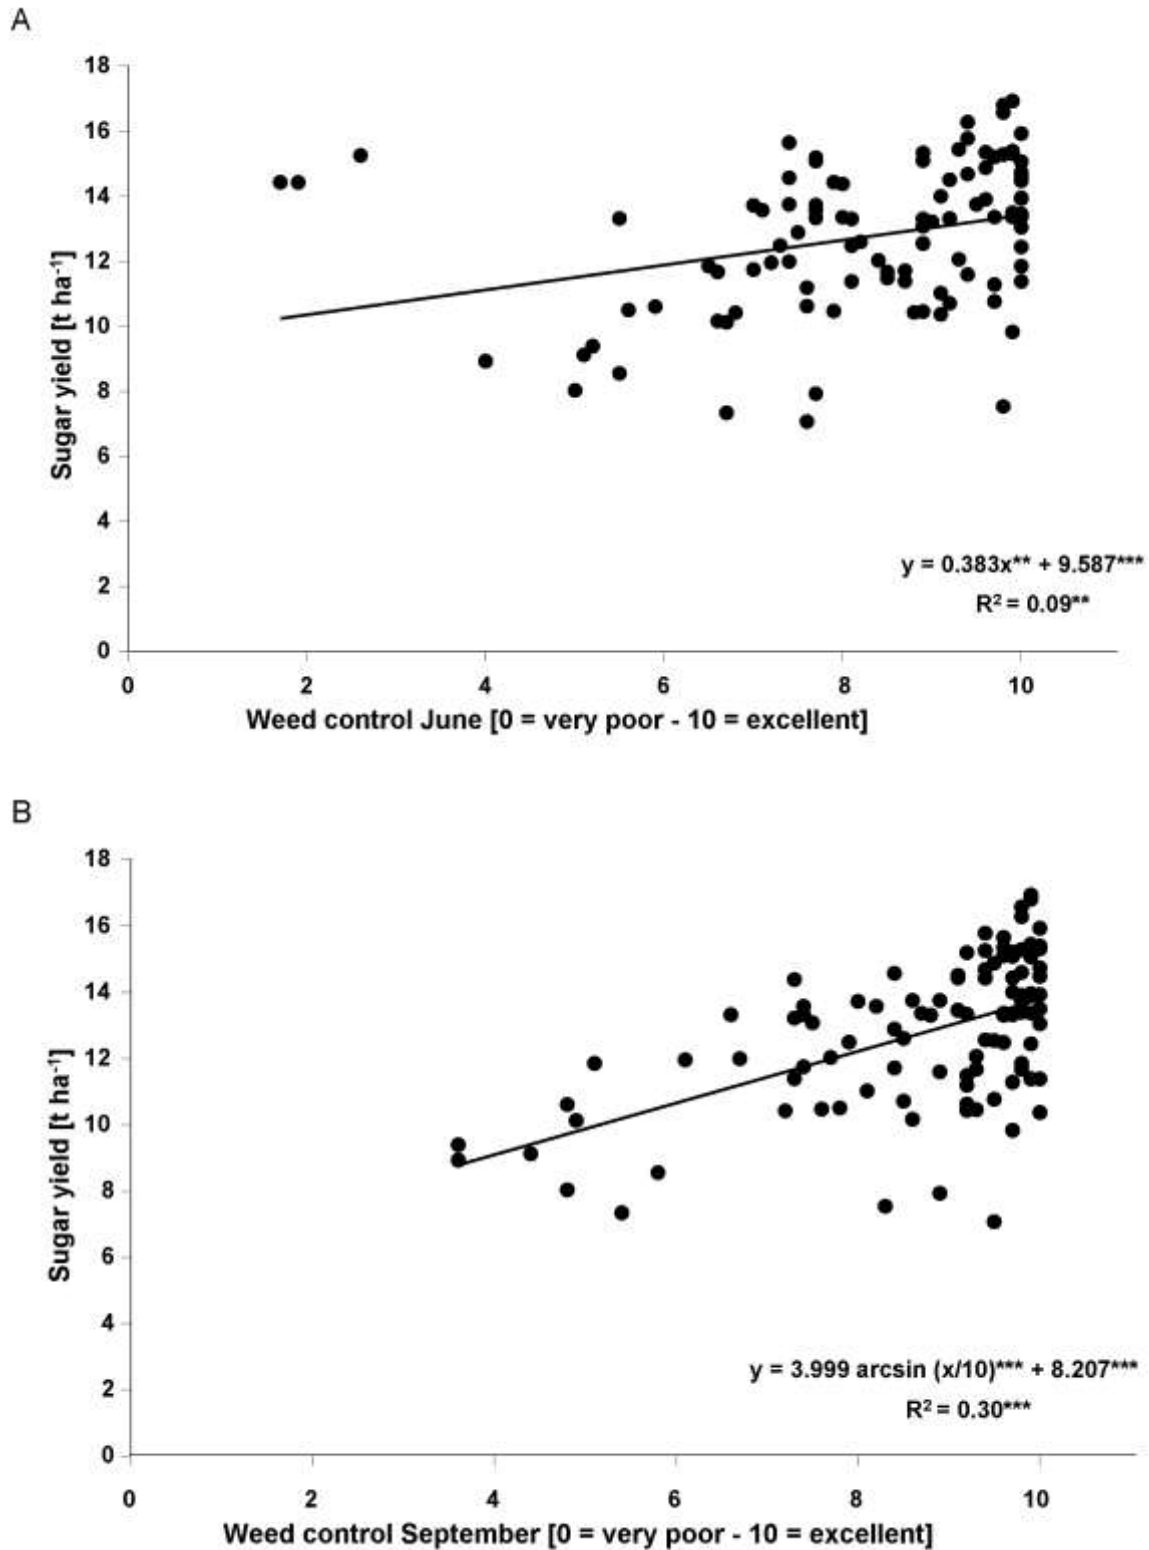 A
18
16
14
12
10
8
6
4
2
0
Sugar yield [t ha⁻¹]
y = 0.383x** + 9.587***
R² = 0.09**
0 2 4 6 8 10
Weed control June [0 = very poor - 10 = excellent]
B
18
16
14
12
10
8
6
4
2
0
Sugar yield [t ha⁻¹]
y = 3.999 arcsin (x/10)*** + 8.207***
R² = 0.30***
0 2 4 6 8 10
Weed control September [0 = very poor - 10 = excellent]